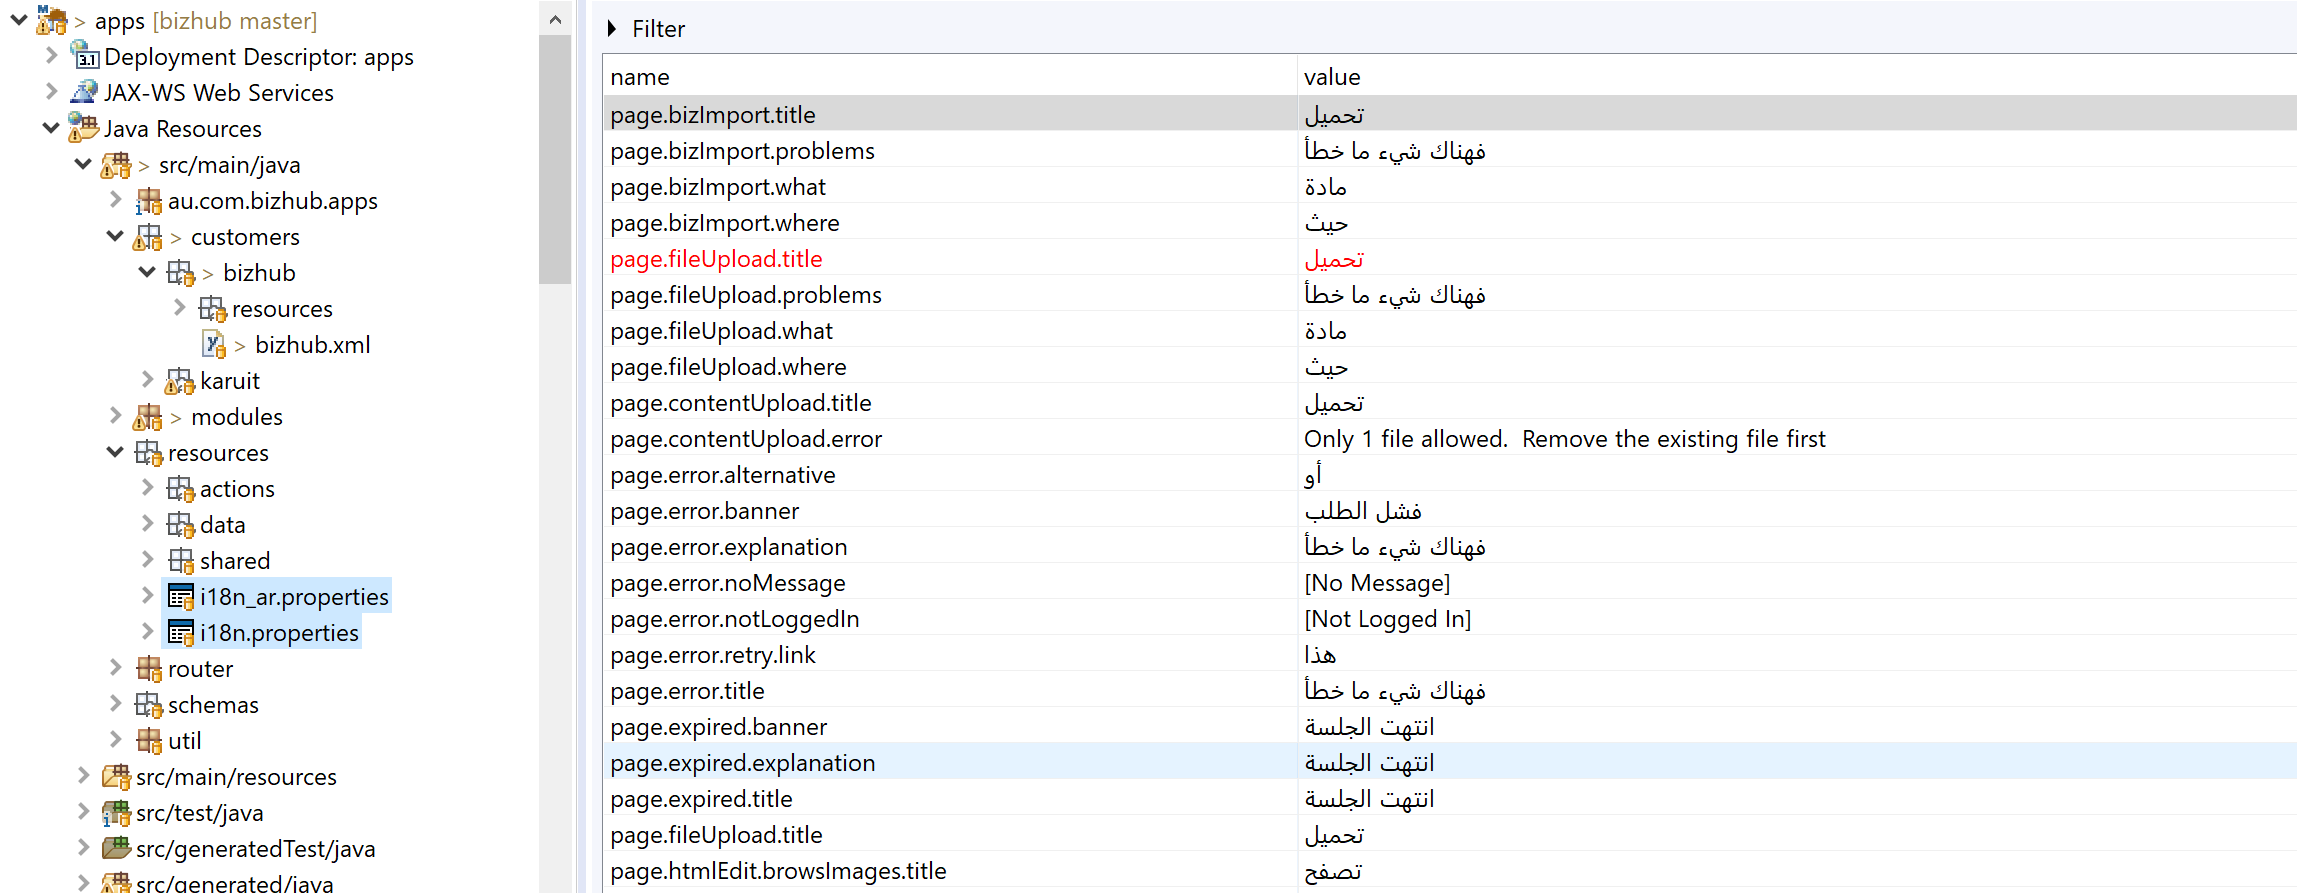 > apps [bizhub master]
Deployment Descriptor: apps
JAX-WS Web Services
Java Resources
> src/main/java
au.com.bizhub.apps
> customers
> bizhub
resources
> bizhub.xml
karuit
> modules
resources
actions
data
shared
i18n_ar.properties
i18n.properties
router
schemas
util
src/main/resources
src/test/java
src/generatedTest/java
src/generated/java
Filter
name value
page.bizImport.title تحميل
page.bizImport.problems فهناك شيء ما خطأ
page.bizImport.what مادة
page.bizImport.where حيث
page.fileUpload.title تحميل
page.fileUpload.problems فهناك شيء ما خطأ
page.fileUpload.what مادة
page.fileUpload.where حيث
page.contentUpload.title تحميل
page.contentUpload.error Only 1 file allowed.  Remove the existing file first
page.error.alternative أو
page.error.banner فشل الطلب
page.error.explanation فهناك شيء ما خطأ
page.error.noMessage [No Message]
page.error.notLoggedIn [Not Logged In]
page.error.retry.link هذا
page.error.title فهناك شيء ما خطأ
page.expired.banner انتهت الجلسة
page.expired.explanation انتهت الجلسة
page.expired.title انتهت الجلسة
page.fileUpload.title تحميل
page.htmlEdit.browsImages.title تصفح